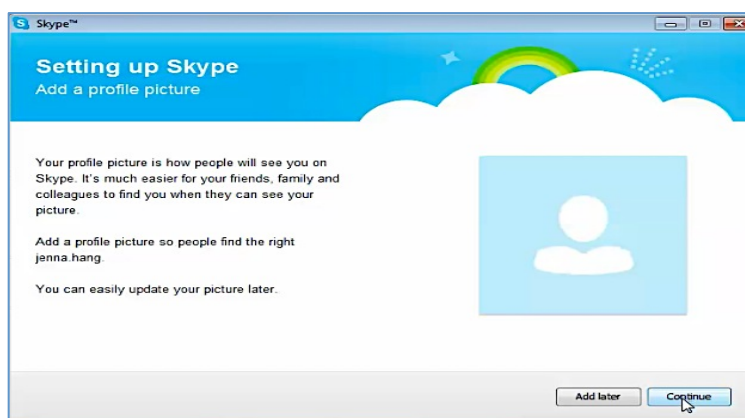 Skype™
Setting up Skype
Add a profile picture
Your profile picture is how people will see you on
Skype. It's much easier for your friends, family and
colleagues to find you when they can see your
picture.
Add a profile picture so people find the right
jenna.hang.
You can easily update your picture later.
Add later
Continue